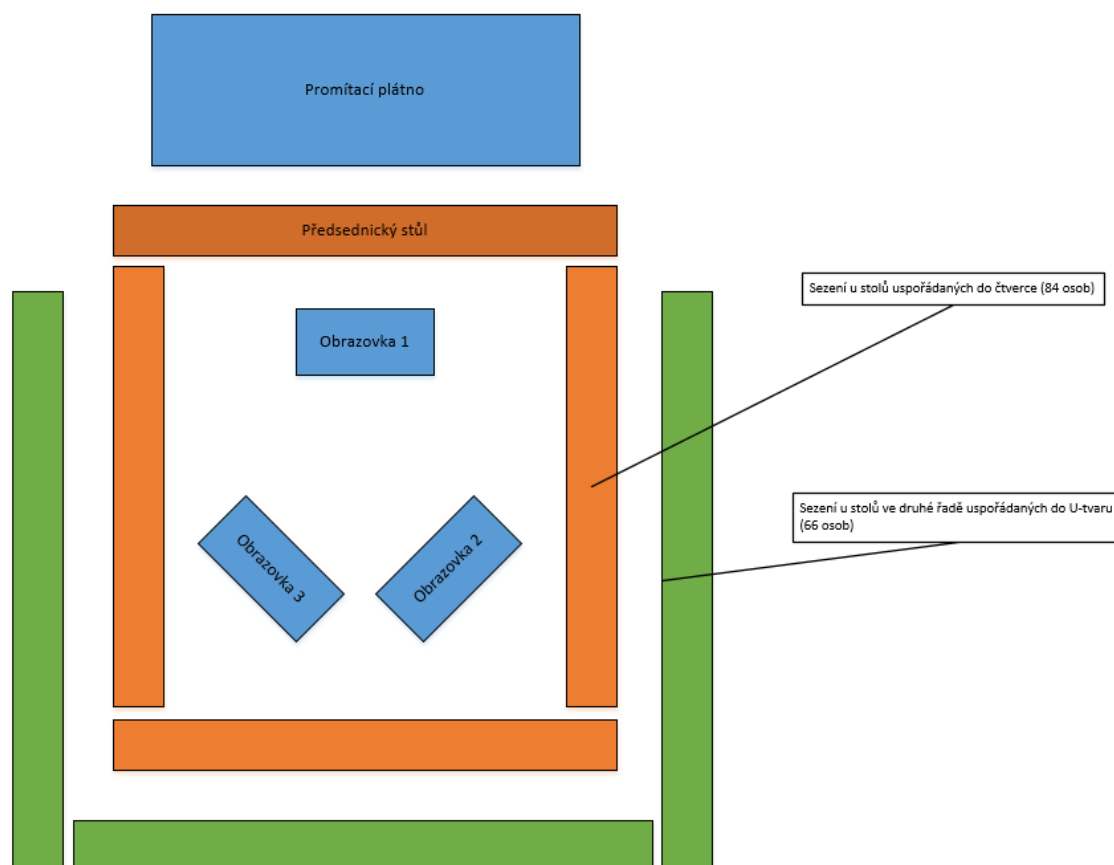 Promítací plátno
Předsednický stůl
Sezení u stolů uspořádaných do čtverce (84 osob)
Obrazovka 1
Sezení u stolů ve druhé řadě uspořádaných do U-tvaru
(66 osob)
Obrazovka 3
Obrazovka 2